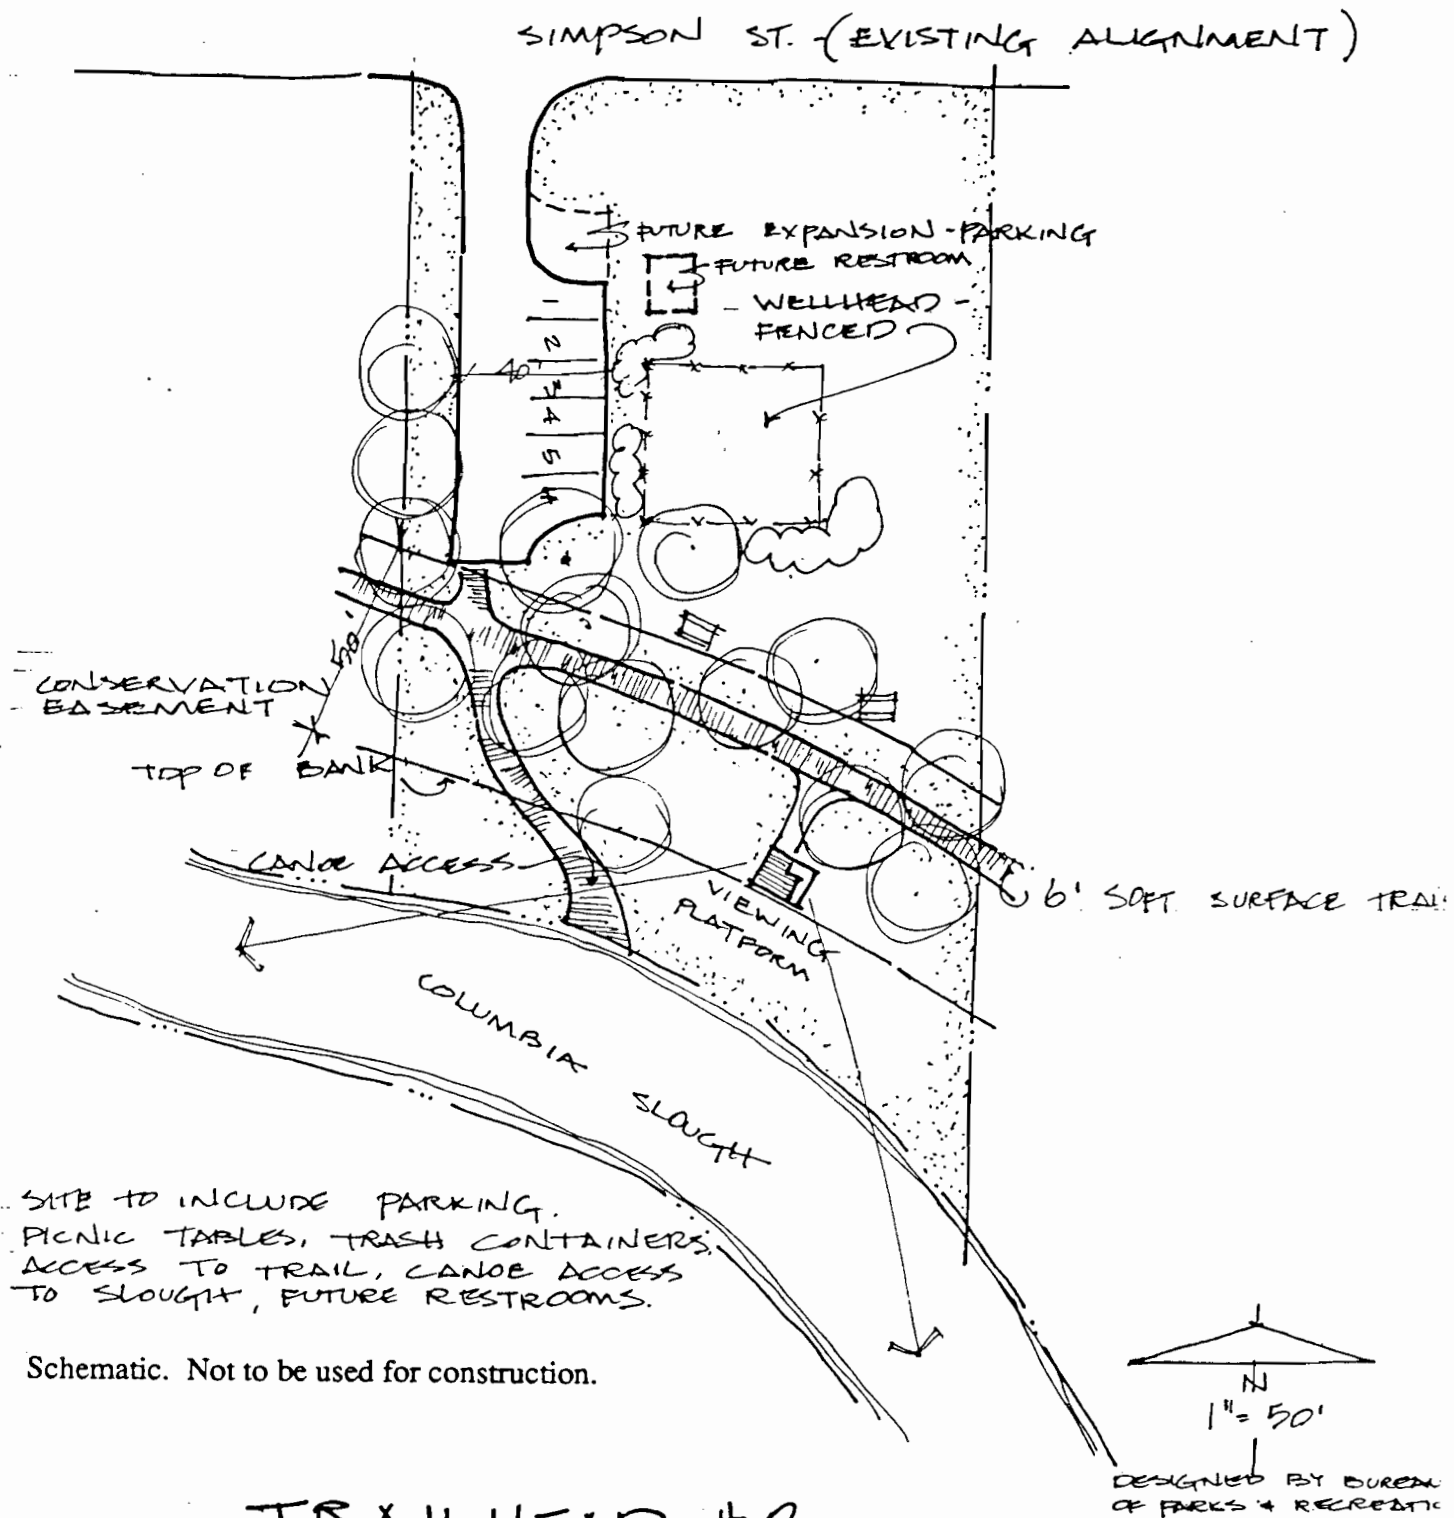 SIMPSON ST. - (EXISTING ALIGNMENT)
FUTURE EXPANSION - PARKING
FUTURE RESTROOM
- WELLHEAD -
FENCED
1
2
40
3
4
5
H
50'
CONSERVATION
EASEMENT
TOP OF BANK
CANOE ACCESS
VIEWING
PLATFORM
6' SOFT SURFACE TRAIL
COLUMBIA SLOUGH
SITE TO INCLUDE PARKING.
PICNIC TABLES, TRASH CONTAINERS,
ACCESS TO TRAIL, CANOE ACCESS
TO SLOUGH, FUTURE RESTROOMS.
Schematic. Not to be used for construction.
N
1"= 50'
DESIGNED BY BUREAU
OF PARKS & RECREATIO